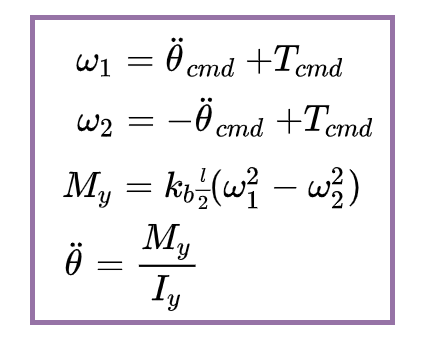 ω₁ = θ̈_cmd + T_cmd
ω₂ = −θ̈_cmd + T_cmd
M_y = k_b l/2 (ω₁² − ω₂²)
θ̈ = M_y / I_y